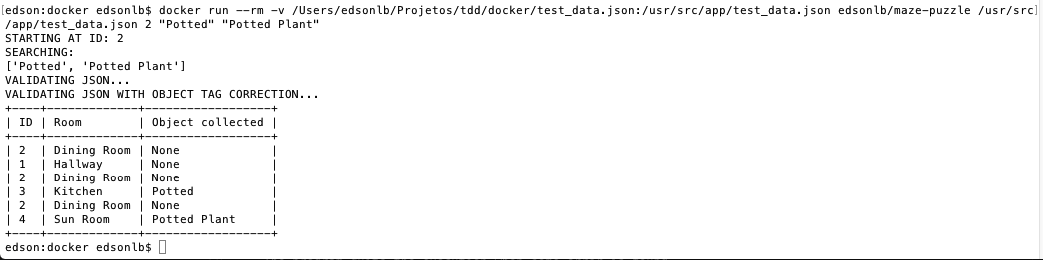 [edson:docker edsonlb$ docker run --rm -v /Users/edsonlb/Projetos/tdd/docker/test_data.json:/usr/src/app/test_data.json edsonlb/maze-puzzle /usr/src]
/app/test_data.json 2 "Potted" "Potted Plant"
STARTING AT ID: 2
SEARCHING:
['Potted', 'Potted Plant']
VALIDATING JSON...
VALIDATING JSON WITH OBJECT TAG CORRECTION...
+----+-------------+------------------+
| ID | Room        | Object collected |
+----+-------------+------------------+
| 2  | Dining Room | None             |
| 1  | Hallway     | None             |
| 2  | Dining Room | None             |
| 3  | Kitchen     | Potted           |
| 2  | Dining Room | None             |
| 4  | Sun Room    | Potted Plant     |
+----+-------------+------------------+
edson:docker edsonlb$